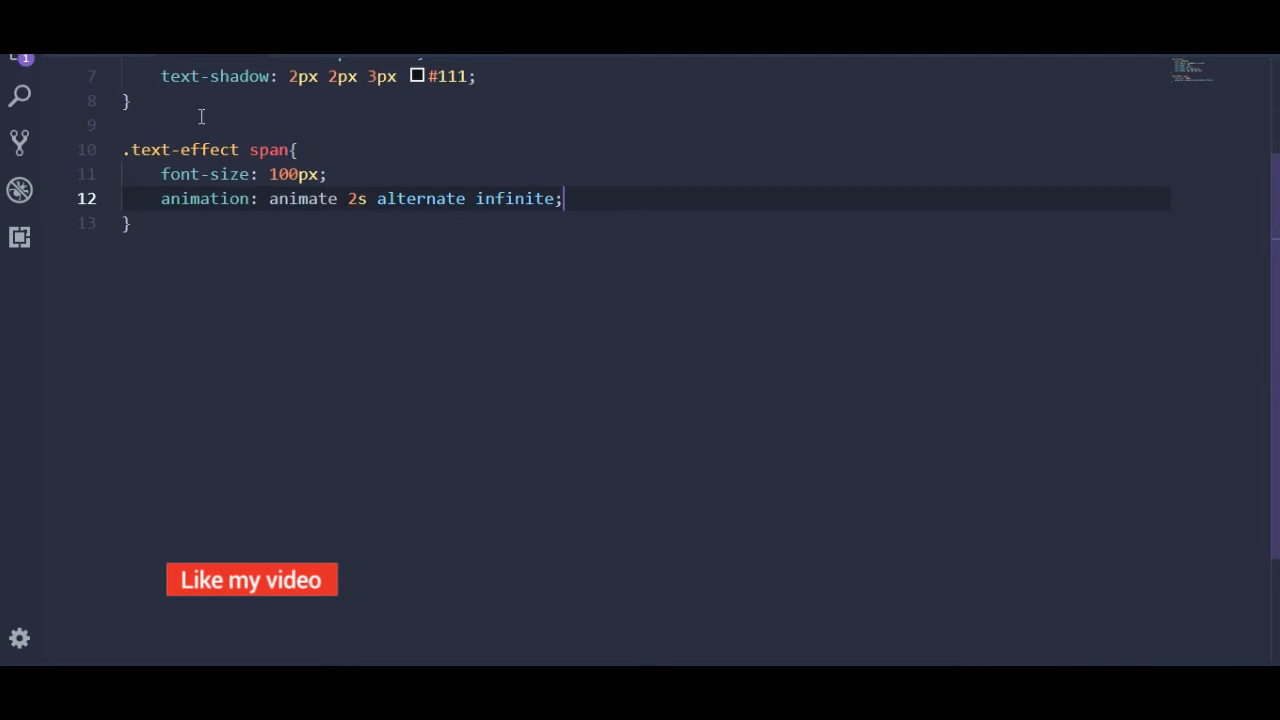 1
7 text-shadow: 2px 2px 3px #111;
8 }
9
10 .text-effect span{
11 font-size: 100px;
12 animation: animate 2s alternate infinite;
13 }
Like my video